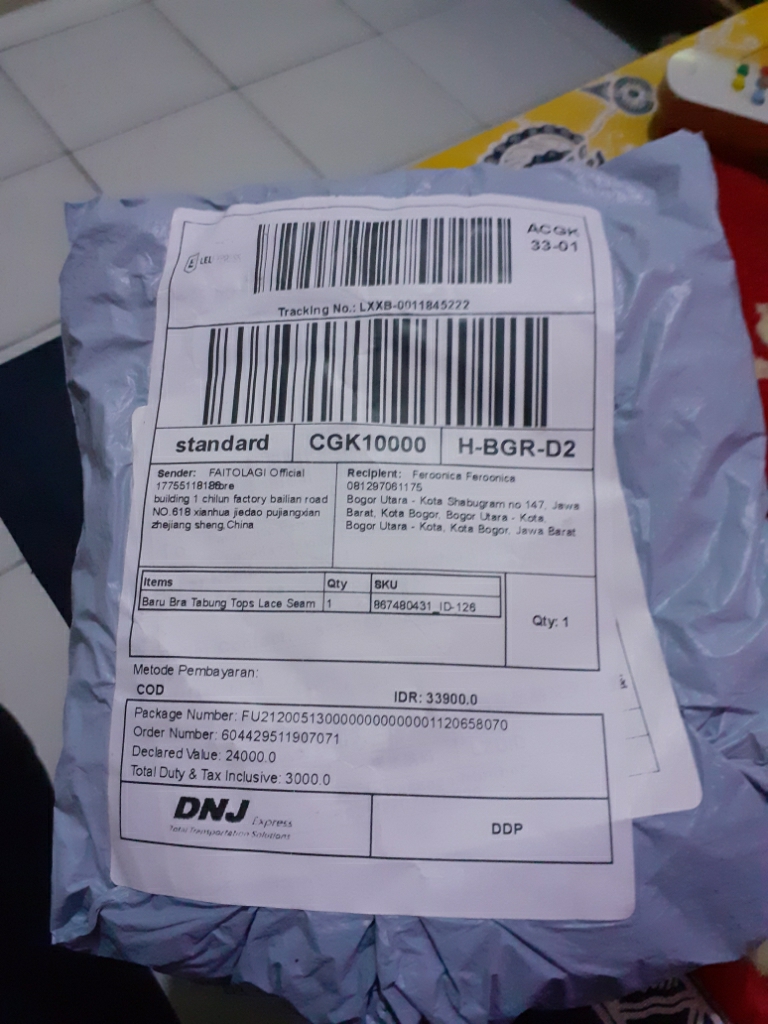 LEL
ACGK
33-01
Tracking No.: LXXB-0011845222
standard
CGK10000
H-BGR-D2
Sender: FAITOLAGI Official
building 1 chilun factory bailian road
NO.618 xianhua jiedao pujiangxian
zhejiang sheng,China
Recipient: Feroonica Feroonica
081297061175
Bogor Utara - Kota Shabugram no 147, Jawa
Barat, Kota Bogor, Bogor Utara - Kota,
Bogor Utara - Kota, Kota Bogor, Jawa Barat
Items Qty SKU
Baru Bra Tabung Tops Lace Seam 1 867480431_ID-126
Qty: 1
Metode Pembayaran:
COD
IDR: 33900.0
Package Number:
Order Number: 604429511907071
Declared Value: 24000.0
Total Duty & Tax Inclusive: 3000.0
DNJ Express
Total Transportation Solutions
DDP